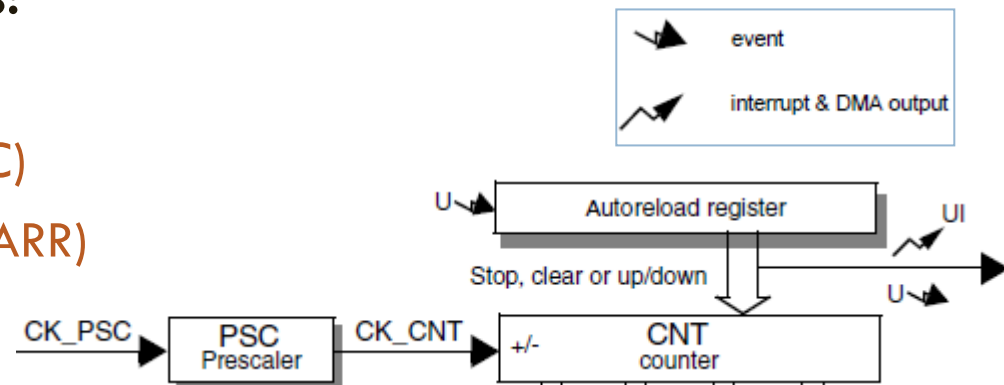 s:
event
interrupt & DMA output
C)
ARR)
U
Autoreload register
UI
Stop, clear or up/down
U
CK_PSC
PSC
Prescaler
CK_CNT
+/-
CNT
counter